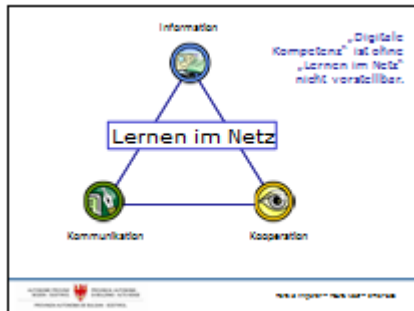 Information
„Digitale
Kompetenz“ ist ohne
„Lernen im Netz“
nicht vorstellbar.
Lernen im Netz
Kommunikation
Kooperation